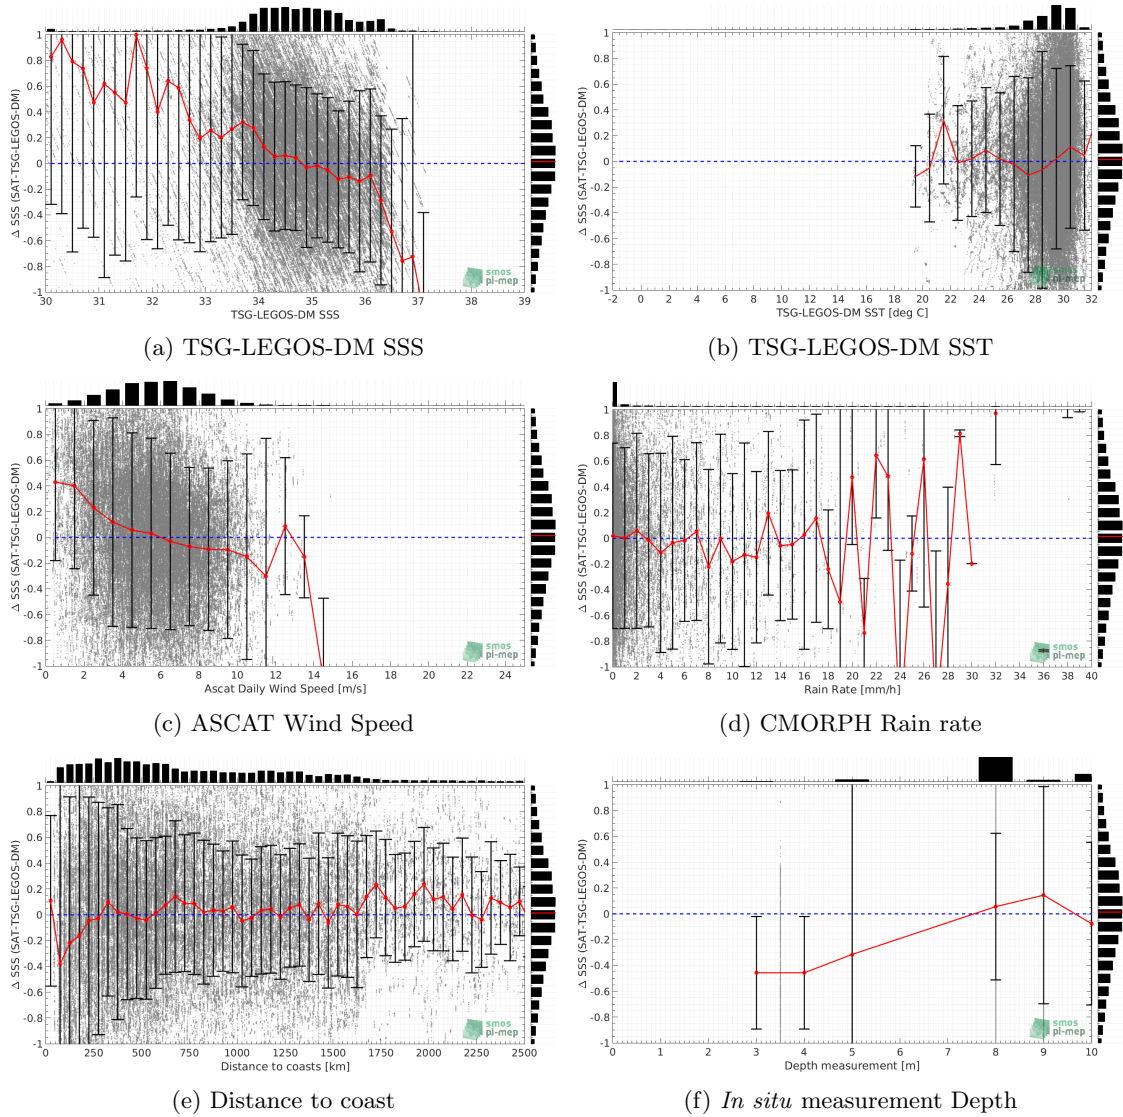 1
0.8
0.6
0.4
0.2
0
-0.2
-0.4
-0.6
-0.8
-1
Δ SSS (SAT-TSG-LEGOS-DM)
30 31 32 33 34 35 36 37 38 39
TSG-LEGOS-DM SSS
smos
pi-mep
(a) TSG-LEGOS-DM SSS
1
0.8
0.6
0.4
0.2
0
-0.2
-0.4
-0.6
-0.8
-1
Δ SSS (SAT-TSG-LEGOS-DM)
-2 0 2 4 6 8 10 12 14 16 18 20 22 24 26 28 30 32
TSG-LEGOS-DM SST [deg C]
smos
pi-mep
(b) TSG-LEGOS-DM SST
1
0.8
0.6
0.4
0.2
0
-0.2
-0.4
-0.6
-0.8
-1
Δ SSS (SAT-TSG-LEGOS-DM)
0 2 4 6 8 10 12 14 16 18 20 22 24
Ascat Daily Wind Speed [m/s]
smos
pi-mep
(c) ASCAT Wind Speed
1
0.8
0.6
0.4
0.2
0
-0.2
-0.4
-0.6
-0.8
-1
Δ SSS (SAT-TSG-LEGOS-DM)
0 2 4 6 8 10 12 14 16 18 20 22 24 26 28 30 32 34 36 38 40
Rain Rate [mm/h]
smos
pi-mep
(d) CMORPH Rain rate
1
0.8
0.6
0.4
0.2
0
-0.2
-0.4
-0.6
-0.8
-1
Δ SSS (SAT-TSG-LEGOS-DM)
0 250 500 750 1000 1250 1500 1750 2000 2250 2500
Distance to coasts [km]
smos
pi-mep
(e) Distance to coast
1
0.8
0.6
0.4
0.2
0
-0.2
-0.4
-0.6
-0.8
-1
Δ SSS (SAT-TSG-LEGOS-DM)
0 1 2 3 4 5 6 7 8 9 10
Depth measurement [m]
smos
pi-mep
(f) In situ measurement Depth